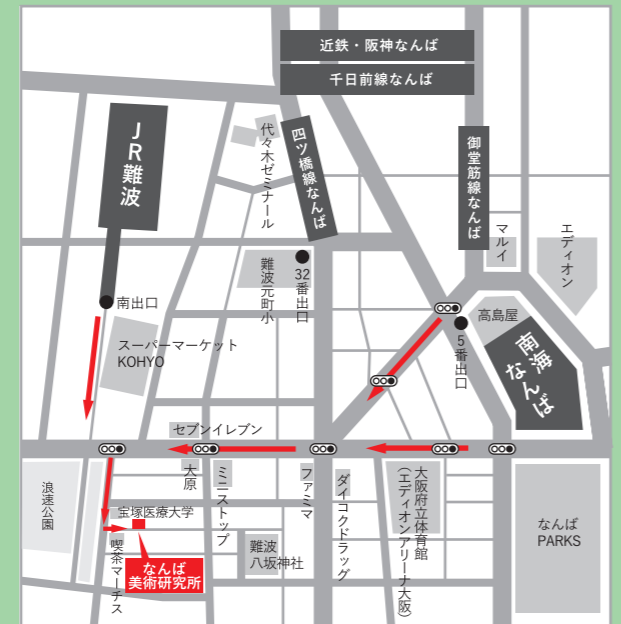 近鉄・阪神なんば
千日前線なんば
JR難波
代々木ゼミナール
四ツ橋線なんば
御堂筋線なんば
マルイ
エディオン
難波元町小
32番出口
南出口
高島屋
5番出口
南海
なんば
スーパーマーケット
KOHYO
セブンイレブン
大原
ミニストップ
ファミマ
ダイコクドラッグ
大阪府立体育館
(エディオンアリーナ大阪)
なんば
PARKS
浪速公園
宝塚医療大学
喫茶マーチス
なんば
美術研究所
難波
八坂神社